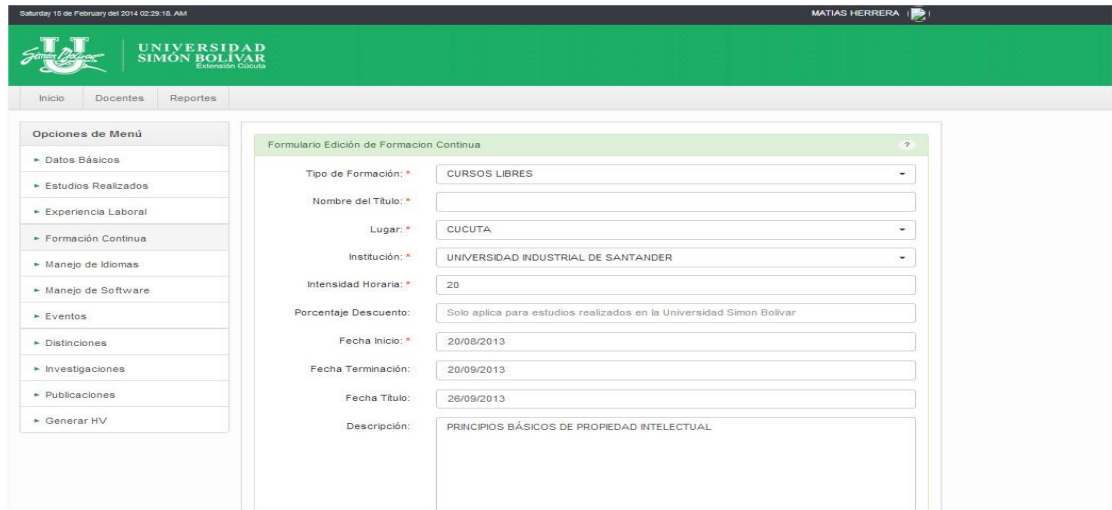 Saturday 15 de February del 2014 02:29:18. AM
MATIAS HERRERA
Simón Bolívar
U
UNIVERSIDAD
SIMÓN BOLÍVAR
Extensión Cúcuta
Inicio Docentes Reportes
Opciones de Menú
Datos Básicos
Estudios Realizados
Experiencia Laboral
Formación Continua
Manejo de Idiomas
Manejo de Software
Eventos
Distinciones
Investigaciones
Publicaciones
Generar HV
Formulario Edición de Formacion Continua ?
Tipo de Formación: * CURSOS LIBRES
Nombre del Título: *
Lugar: * CUCUTA
Institución: * UNIVERSIDAD INDUSTRIAL DE SANTANDER
Intensidad Horaria: * 20
Porcentaje Descuento: Solo aplica para estudios realizados en la Universidad Simon Bolivar
Fecha Inicio: * 20/08/2013
Fecha Terminación: 20/09/2013
Fecha Título: 26/09/2013
Descripción: PRINCIPIOS BÁSICOS DE PROPIEDAD INTELECTUAL